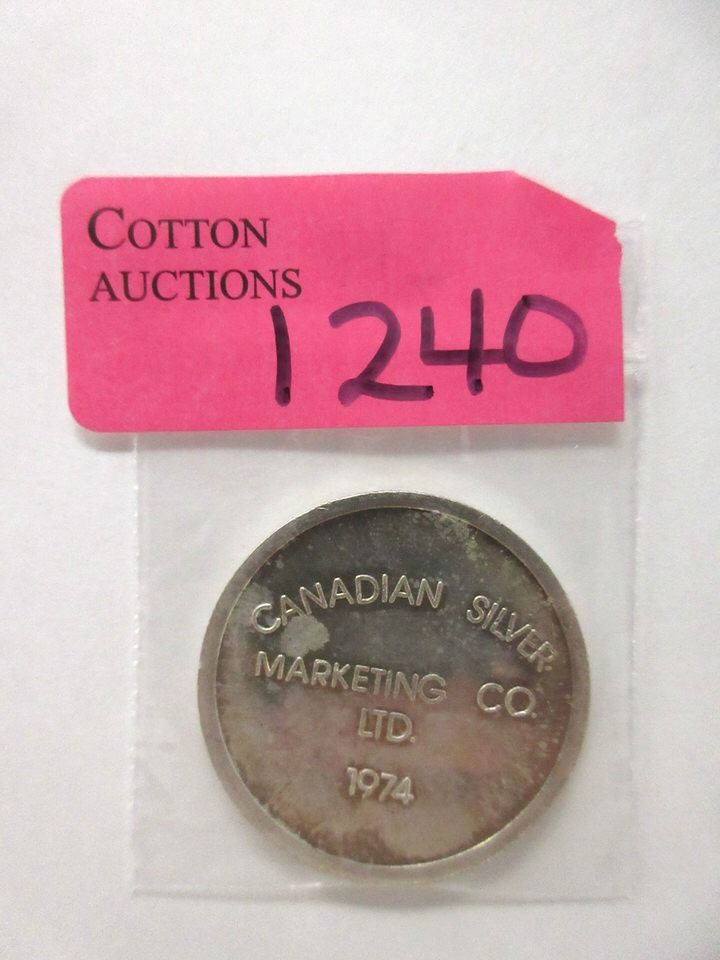 COTTON
AUCTIONS
1240
CANADIAN SILVER
MARKETING CO.
LTD.
1974